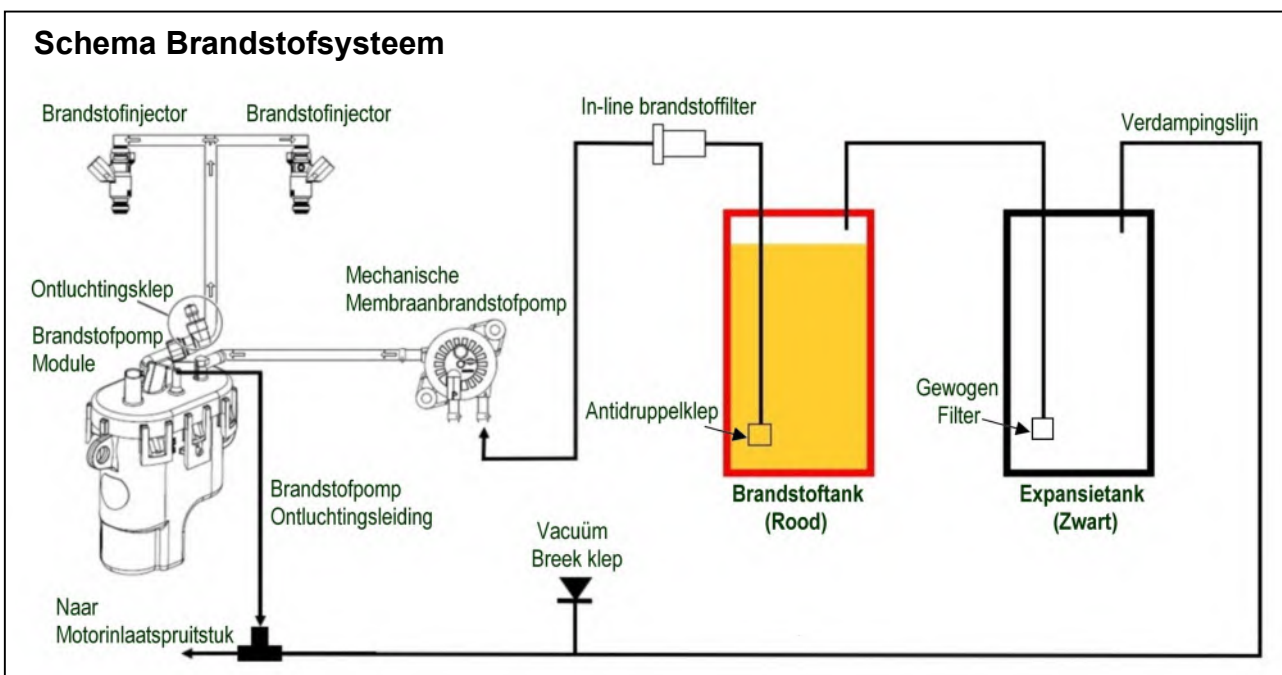 Schema Brandstofsysteem
Brandstofinjector
Brandstofinjector
In-line brandstoffilter
Verdampingslijn
Ontluchtingsklep
Brandstofpomp
Module
Mechanische
Membraanbrandstofpomp
Antidruppelklep
Gewogen
Filter
Brandstoftank
(Rood)
Expansietank
(Zwart)
Brandstofpomp
Ontluchtingsleiding
Vacuüm
Breek klep
Naar
Motorinlaatspruitstuk